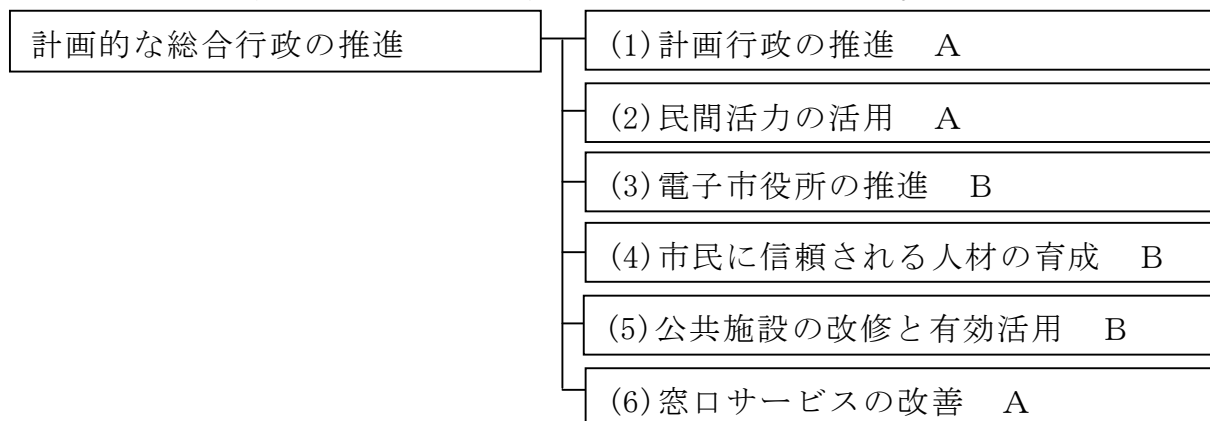 計画的な総合行政の推進
(1)計画行政の推進　A
(2)民間活力の活用　A
(3)電子市役所の推進　B
(4)市民に信頼される人材の育成　B
(5)公共施設の改修と有効活用　B
(6)窓口サービスの改善　A